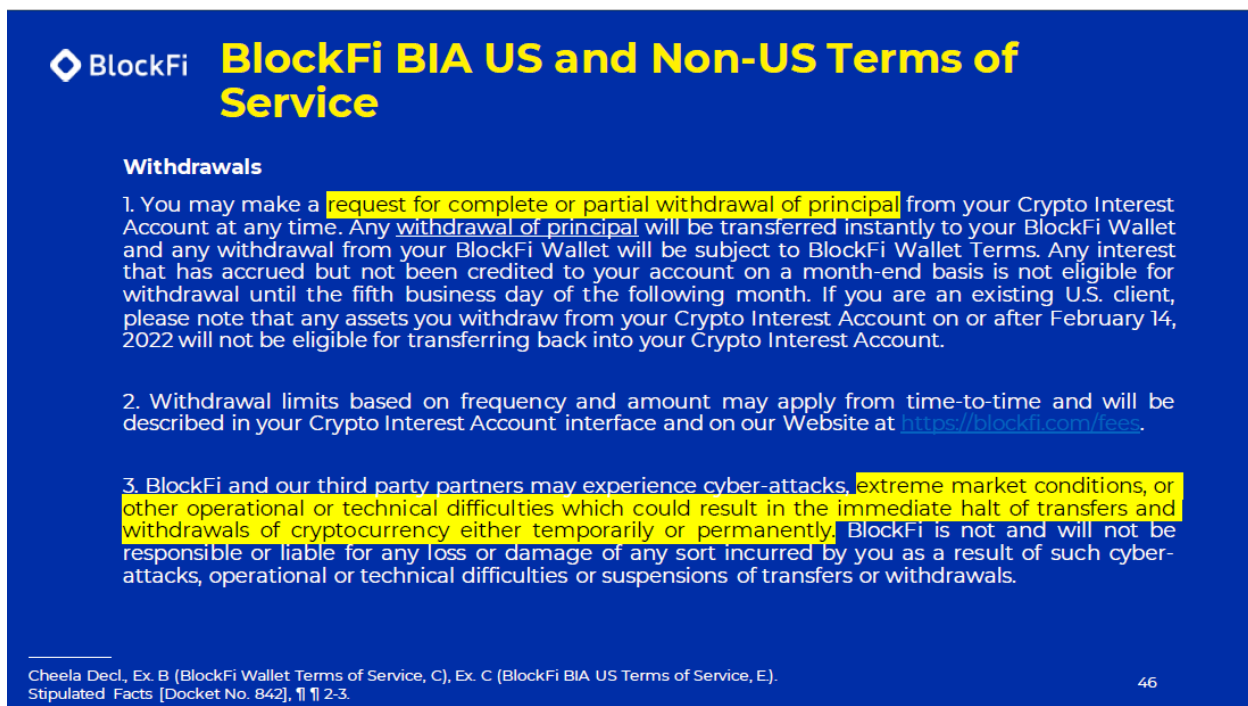 BlockFi
BlockFi BIA US and Non-US Terms of
Service
Withdrawals
1. You may make a request for complete or partial withdrawal of principal from your Crypto Interest
Account at any time. Any withdrawal of principal will be transferred instantly to your BlockFi Wallet
and any withdrawal from your BlockFi Wallet will be subject to BlockFi Wallet Terms. Any interest
that has accrued but not been credited to your account on a month-end basis is not eligible for
withdrawal until the fifth business day of the following month. If you are an existing U.S. client,
please note that any assets you withdraw from your Crypto Interest Account on or after February 14,
2022 will not be eligible for transferring back into your Crypto Interest Account.
2. Withdrawal limits based on frequency and amount may apply from time-to-time and will be
described in your Crypto Interest Account interface and on our Website at https://blockfi.com/fees.
3. BlockFi and our third party partners may experience cyber-attacks, extreme market conditions, or
other operational or technical difficulties which could result in the immediate halt of transfers and
withdrawals of cryptocurrency either temporarily or permanently. BlockFi is not and will not be
responsible or liable for any loss or damage of any sort incurred by you as a result of such cyber-
attacks, operational or technical difficulties or suspensions of transfers or withdrawals.
Cheela Decl., Ex. B (BlockFi Wallet Terms of Service, C), Ex. C (BlockFi BIA US Terms of Service, E.).
Stipulated Facts [Docket No. 842], ¶ ¶ 2-3.
46